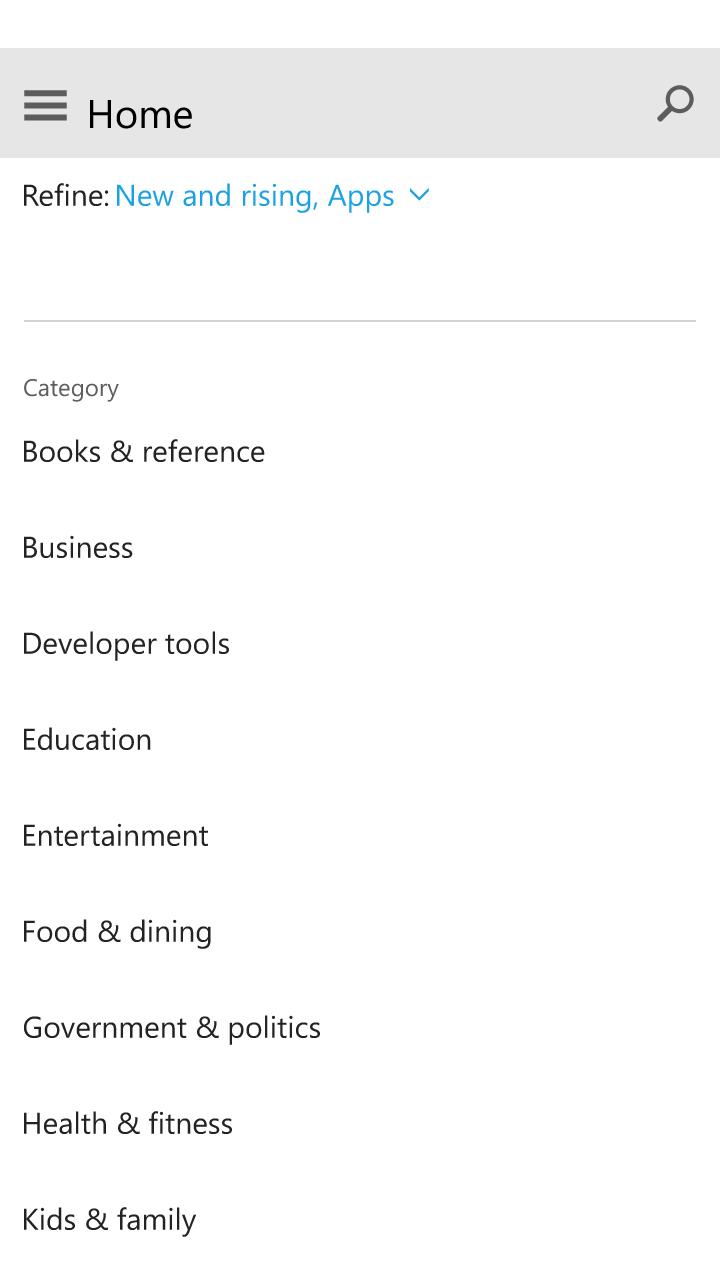 Home
Refine: New and rising, Apps
Category
Books & reference
Business
Developer tools
Education
Entertainment
Food & dining
Government & politics
Health & fitness
Kids & family